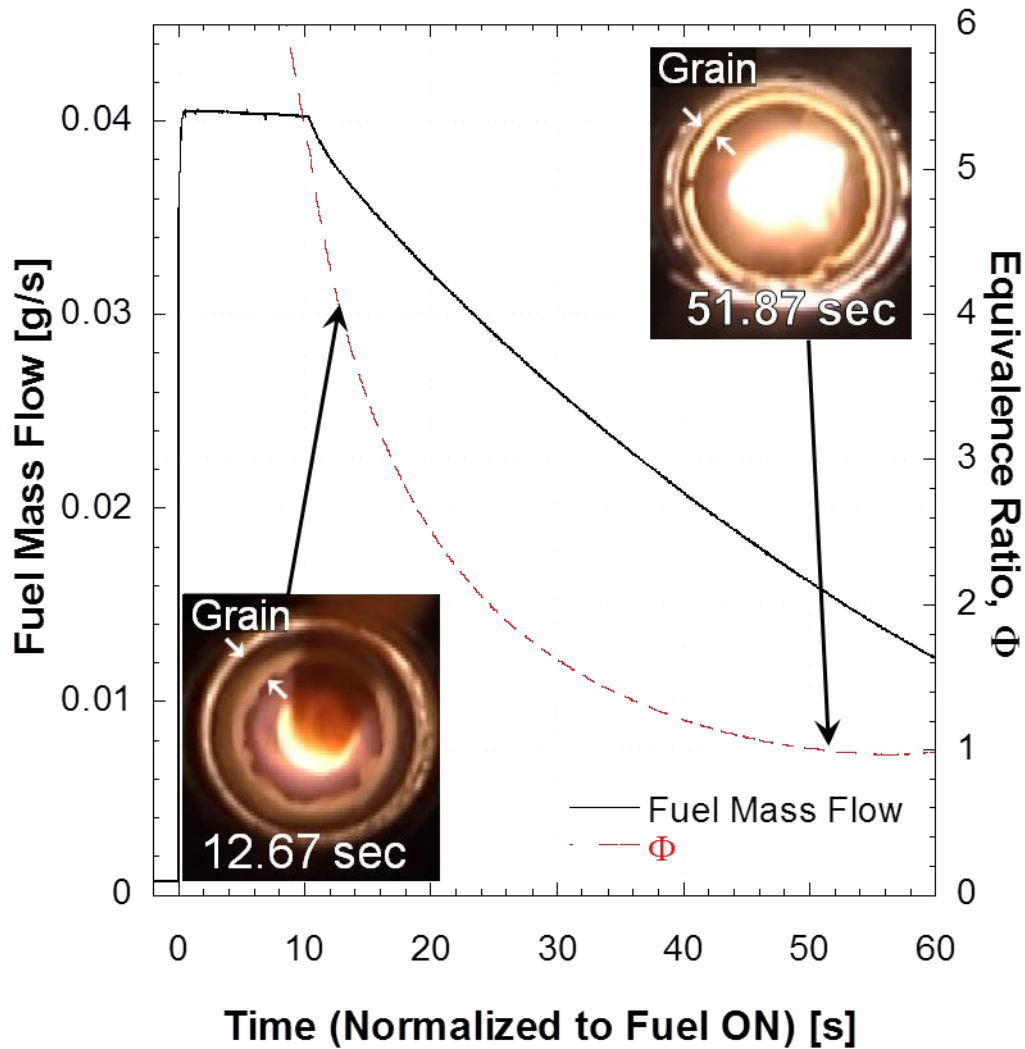 Fuel Mass Flow [g/s]
0.04
0.03
0.02
0.01
0
6
5
4
3
2
1
0
Equivalence Ratio, Φ
Grain
51.87 sec
Grain
12.67 sec
Fuel Mass Flow
Φ
0 10 20 30 40 50 60
Time (Normalized to Fuel ON) [s]